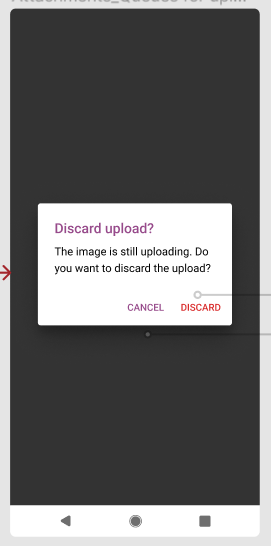 Discard upload?
The image is still uploading. Do
you want to discard the upload?
CANCEL DISCARD